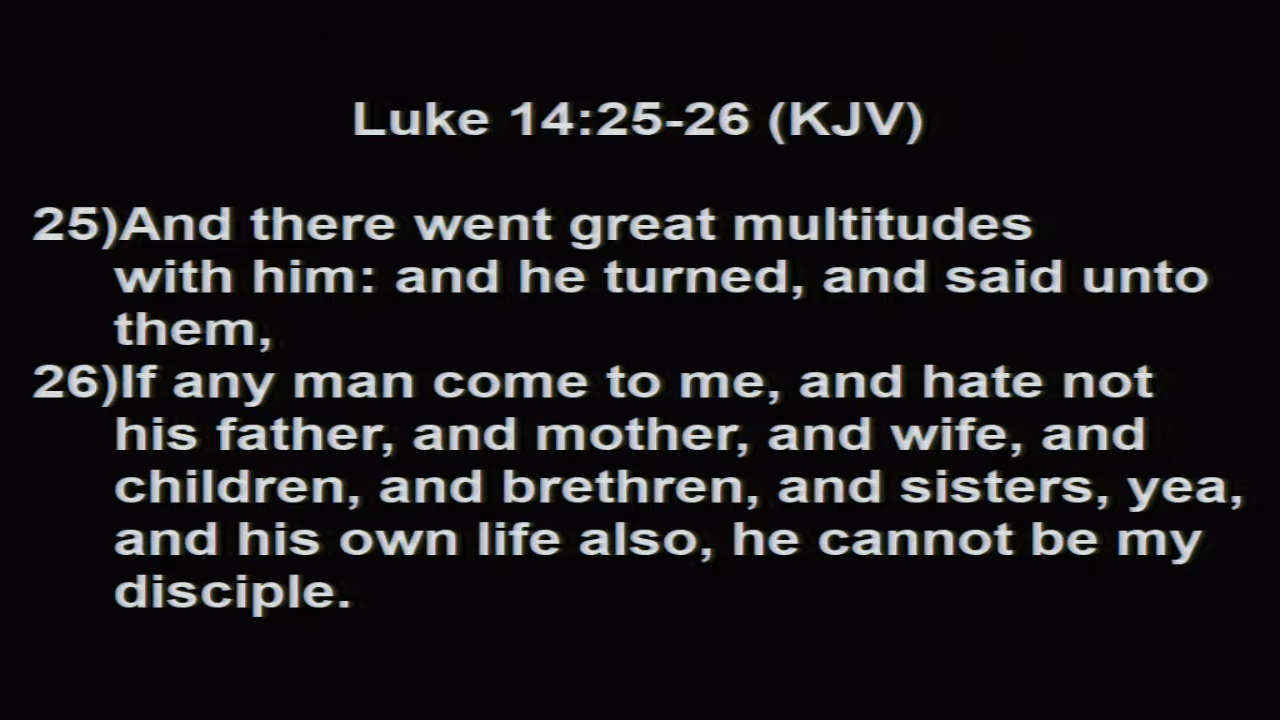 Luke 14:25-26 (KJV)
25)And there went great multitudes
with him: and he turned, and said unto
them,
26)If any man come to me, and hate not
his father, and mother, and wife, and
children, and brethren, and sisters, yea,
and his own life also, he cannot be my
disciple.